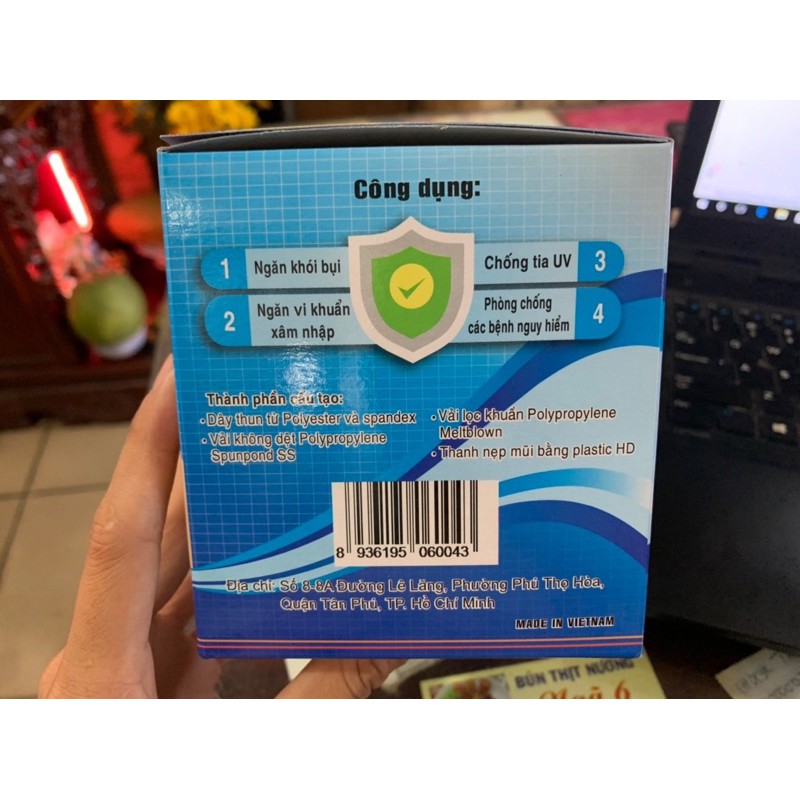 Công dụng:
1 Ngăn khói bụi
Chống tia UV 3
2 Ngăn vi khuẩn
xâm nhập
Phòng chống
các bệnh nguy hiểm 4
Thành phần cấu tạo:
- Dây thun từ Polyester và spandex
- Vải không dệt Polypropylene
Spunpond SS
- Vải lọc khuẩn Polypropylene
Meltblown
- Thanh nẹp mũi bằng plastic HD
8 936195 060043
Địa chỉ: Số 8-8A Đường Lê Lăng, Phường Phú Thọ Hòa,
Quận Tân Phú, TP. Hồ Chí Minh
MADE IN VIETNAM
BÚN THỊT NƯỚNG
Ngã 6